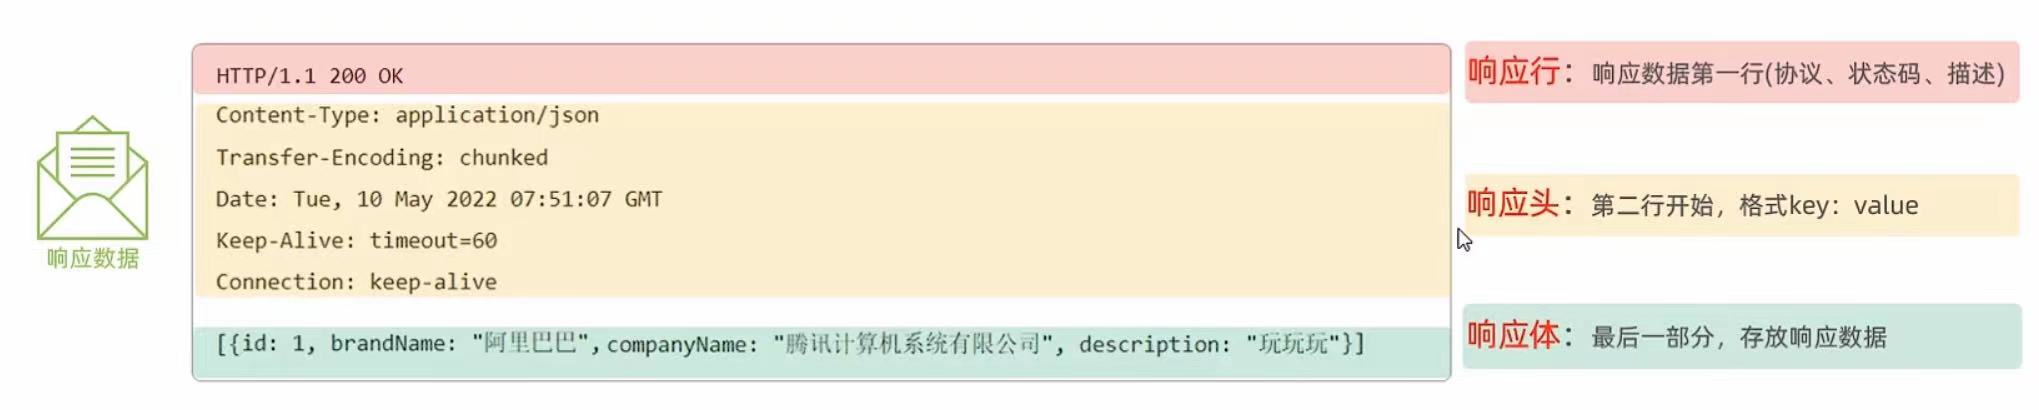 HTTP/1.1 200 OK
响应行：响应数据第一行(协议、状态码、描述)
Content-Type: application/json
Transfer-Encoding: chunked
Date: Tue, 10 May 2022 07:51:07 GMT
Keep-Alive: timeout=60
Connection: keep-alive
响应头：第二行开始，格式key：value
响应数据
[{id: 1, brandName: "阿里巴巴",companyName: "腾讯计算机系统有限公司", description: "玩玩玩"}]
响应体：最后一部分，存放响应数据